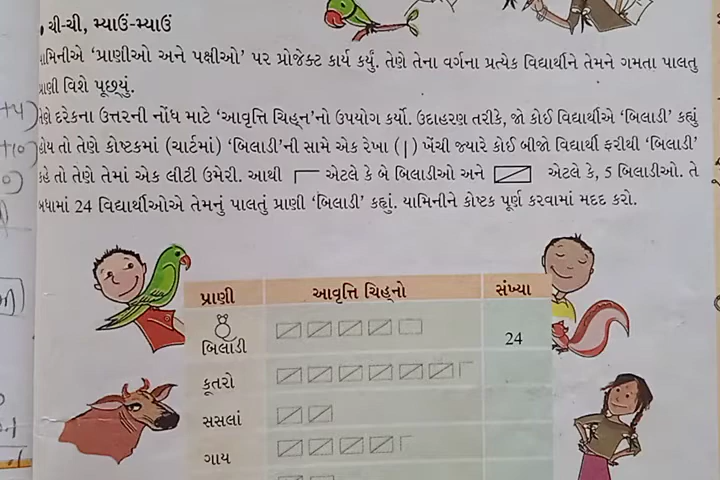 ચી-ચી, મ્યાઉં-મ્યાઉં
યામિનીએ ‘પ્રાણીઓ અને પક્ષીઓ’ પર પ્રોજેક્ટ કાર્ય કર્યું. તેણે તેના વર્ગના પ્રત્યેક વિદ્યાર્થીને તેમને ગમતા પાલતુ
પ્રાણી વિશે પૂછ્યું.
તેણે દરેકના ઉત્તરની નોંધ માટે ‘આવૃત્તિ ચિહ્ન’નો ઉપયોગ કર્યો. ઉદાહરણ તરીકે, જો કોઈ વિદ્યાર્થીએ ‘બિલાડી’ કહ્યું
હોય તો તેણે કોષ્ટકમાં (ચાર્ટમાં) ‘બિલાડી’ની સામે એક રેખા (|) ખેંચી જ્યારે કોઈ બીજો વિદ્યાર્થી ફરીથી ‘બિલાડી’
કહે તો તેણે તેમાં એક લીટી ઉમેરી. આથી એટલે કે બે બિલાડીઓ અને એટલે કે, 5 બિલાડીઓ. તે
બધામાં 24 વિદ્યાર્થીઓએ તેમનું પાલતું પ્રાણી ‘બિલાડી’ કહ્યું. યામિનીને કોષ્ટક પૂર્ણ કરવામાં મદદ કરો.
પ્રાણી આવૃત્તિ ચિહ્નો સંખ્યા
બિલાડી 24
કૂતરો
સસલાં
ગાય